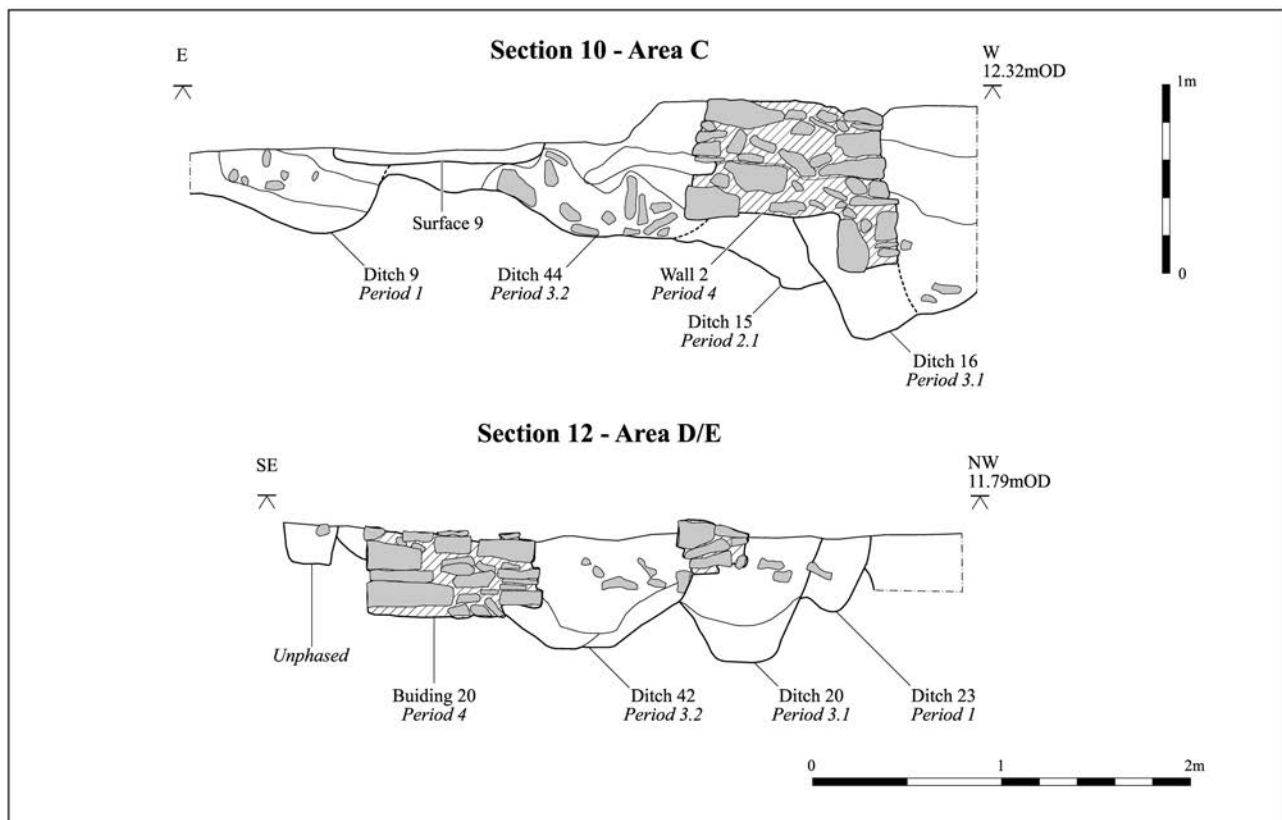 Section 10 - Area C
E
W
12.32mOD
1m
0
Surface 9
Ditch 9
Period 1
Ditch 44
Period 3.2
Wall 2
Period 4
Ditch 15
Period 2.1
Ditch 16
Period 3.1
Section 12 - Area D/E
SE
NW
11.79mOD
Unphased
Buiding 20
Period 4
Ditch 42
Period 3.2
Ditch 20
Period 3.1
Ditch 23
Period 1
0 1 2m